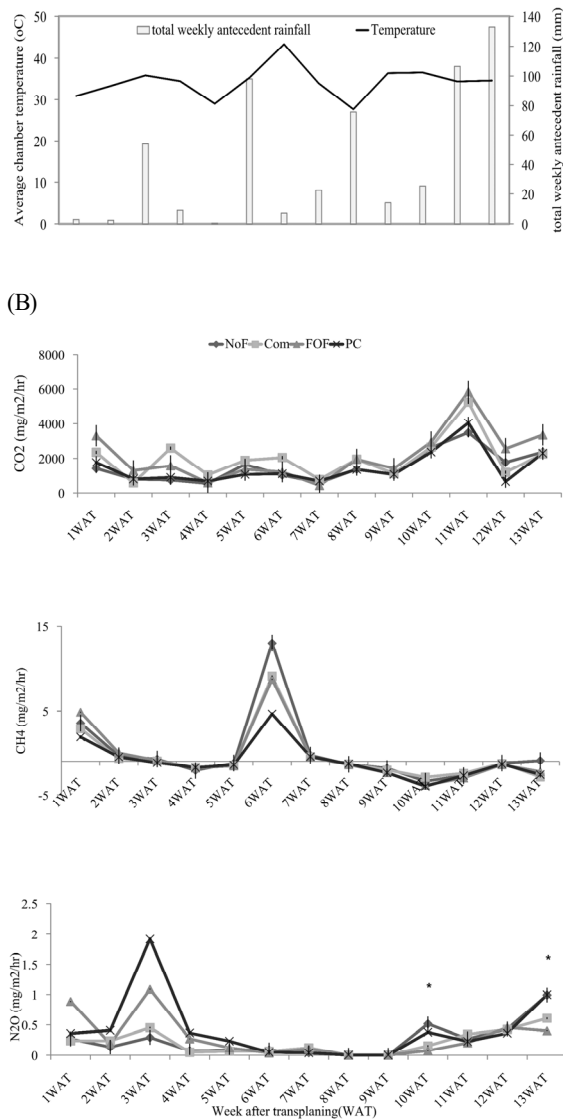 total weekly antecedent rainfall
Temperature
Average chamber temperature (oC)
50
40
30
20
10
0
total weekly antecedent rainfall (mm)
140
120
100
80
60
40
20
0
(B)
NoF Com FOF PC
CO2 (mg/m2/hr)
8000
6000
4000
2000
0
1WAT 2WAT 3WAT 4WAT 5WAT 6WAT 7WAT 8WAT 9WAT 10WAT 11WAT 12WAT 13WAT
CH4 (mg/m2/hr)
15
5
-5
1WAT 2WAT 3WAT 4WAT 5WAT 6WAT 7WAT 8WAT 9WAT 10WAT 11WAT 12WAT 13WAT
N2O (mg/m2/hr)
2.5
2
1.5
1
0.5
0
* *
1WAT 2WAT 3WAT 4WAT 5WAT 6WAT 7WAT 8WAT 9WAT 10WAT 11WAT 12WAT 13WAT
Week after transplaning(WAT)